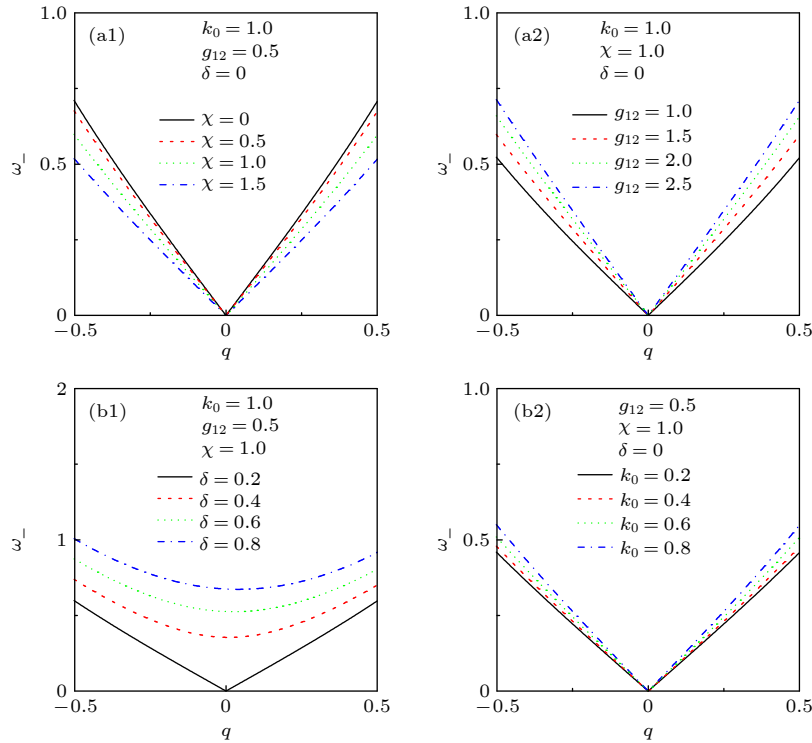 (a1)
k₀ = 1.0
g₁₂ = 0.5
δ = 0
χ = 0
χ = 0.5
χ = 1.0
χ = 1.5
1.0
0.5
0
ω₋
−0.5
0
0.5
q
(a2)
k₀ = 1.0
χ = 1.0
δ = 0
g₁₂ = 1.0
g₁₂ = 1.5
g₁₂ = 2.0
g₁₂ = 2.5
1.0
0.5
0
ω₋
−0.5
0
0.5
q
(b1)
k₀ = 1.0
g₁₂ = 0.5
χ = 1.0
δ = 0.2
δ = 0.4
δ = 0.6
δ = 0.8
2
1
0
ω₋
−0.5
0
0.5
q
(b2)
g₁₂ = 0.5
χ = 1.0
δ = 0
k₀ = 0.2
k₀ = 0.4
k₀ = 0.6
k₀ = 0.8
1.0
0.5
0
ω₋
−0.5
0
0.5
q